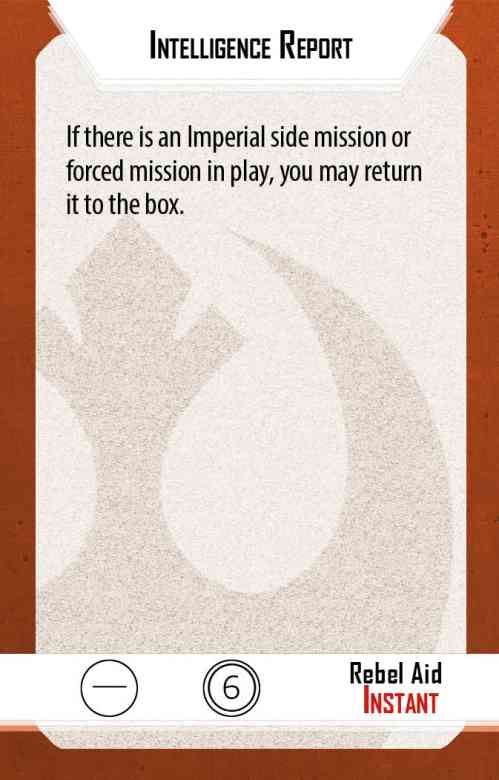 Intelligence Report
If there is an Imperial side mission or
forced mission in play, you may return
it to the box.
— 6 Rebel Aid
Instant